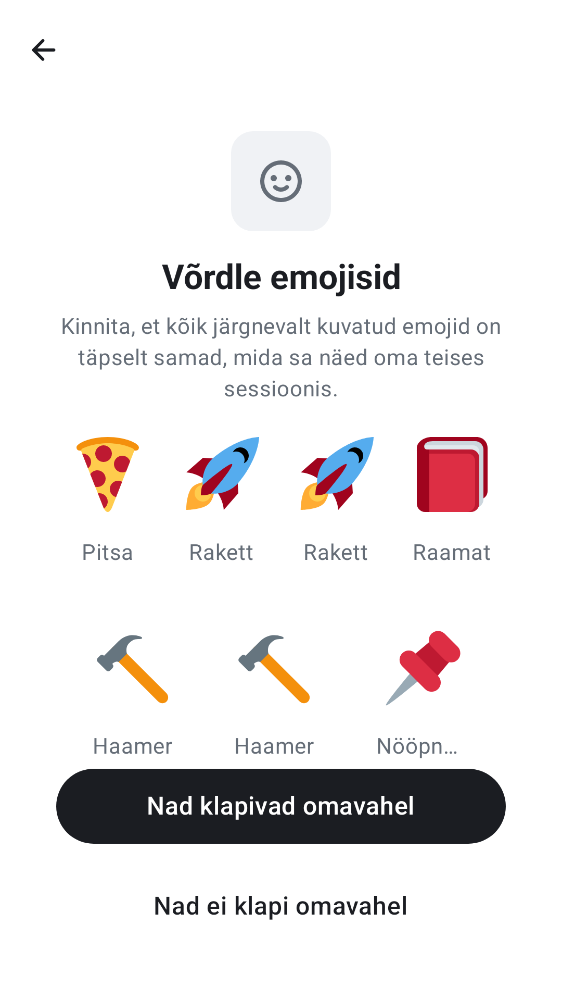 Võrdle emojisid
Kinnita, et kõik järgnevalt kuvatud emojid on
täpselt samad, mida sa näed oma teises
sessioonis.
Pitsa Rakett Rakett Raamat
Haamer Haamer Nööpn…
Nad klapivad omavahel
Nad ei klapi omavahel